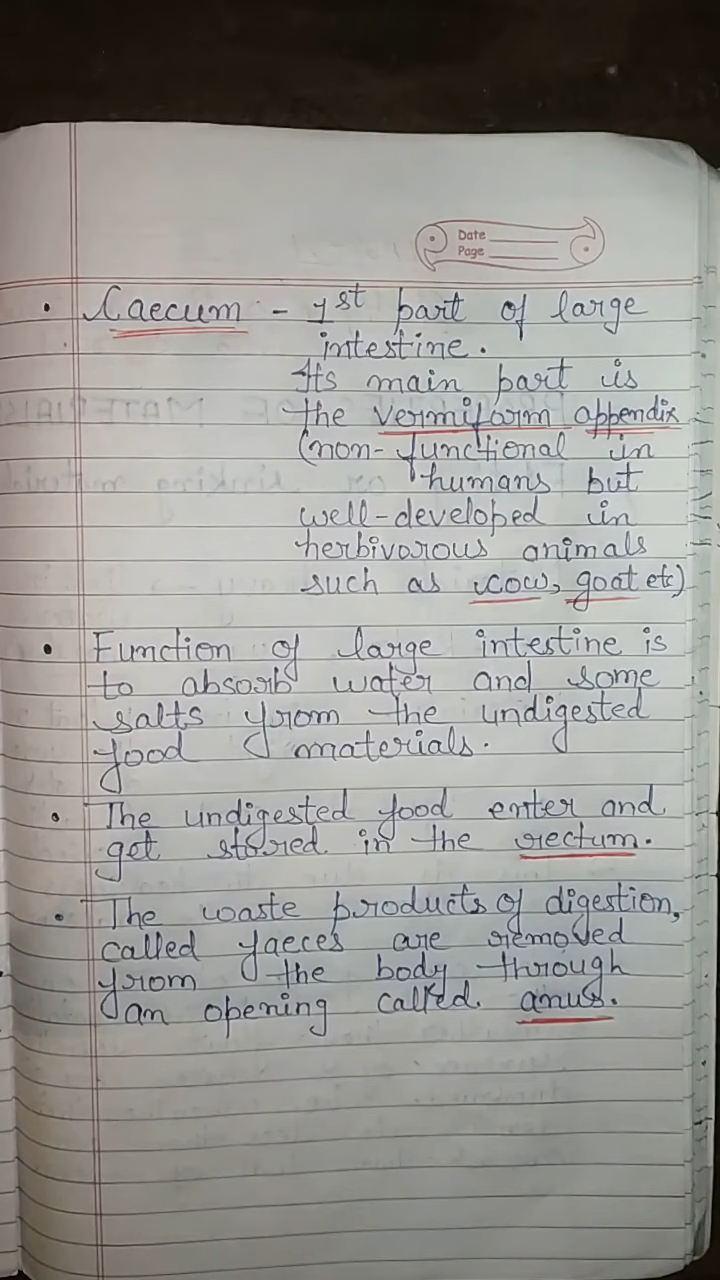 Date
Page
• Caecum - 1st part of large
intestine.
Its main part is
the vermiform appendix
(non-functional in
humans but
well-developed in
herbivorous animals
such as cow, goat etc)
• Function of large intestine is
to absorb water and some
salts from the undigested
food materials.
• The undigested food enter and
get stored in the rectum.
• The waste products of digestion,
called faeces are removed
from the body through
an opening called anus.